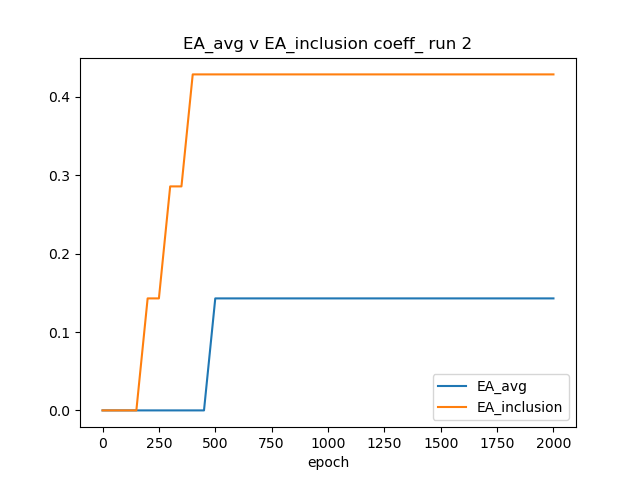 EA_avg v EA_inclusion coeff_ run 2
0.4
0.3
0.2
0.1
0.0
EA_avg
EA_inclusion
0 250 500 750 1000 1250 1500 1750 2000
epoch